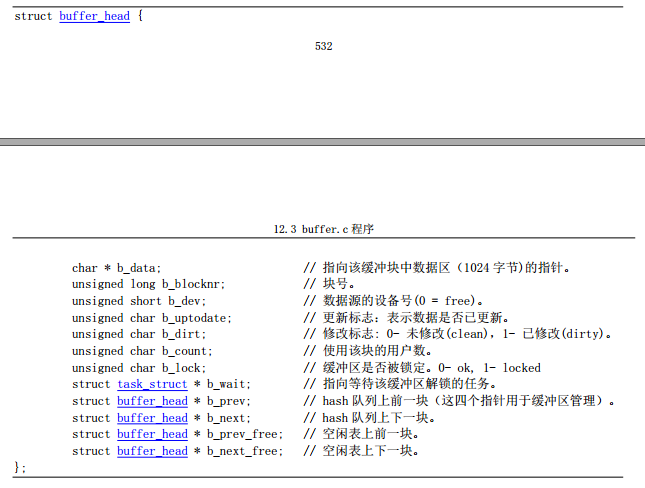 struct buffer_head {
532
12.3 buffer.c 程序
char * b_data; // 指向该缓冲块中数据区（1024 字节)的指针。
unsigned long b_blocknr; // 块号。
unsigned short b_dev; // 数据源的设备号(0 = free)。
unsigned char b_uptodate; // 更新标志：表示数据是否已更新。
unsigned char b_dirt; // 修改标志: 0- 未修改(clean)，1- 已修改(dirty)。
unsigned char b_count; // 使用该块的用户数。
unsigned char b_lock; // 缓冲区是否被锁定。0- ok, 1- locked
struct task_struct * b_wait; // 指向等待该缓冲区解锁的任务。
struct buffer_head * b_prev; // hash 队列上前一块（这四个指针用于缓冲区管理）。
struct buffer_head * b_next; // hash 队列上下一块。
struct buffer_head * b_prev_free; // 空闲表上前一块。
struct buffer_head * b_next_free; // 空闲表上下一块。
};